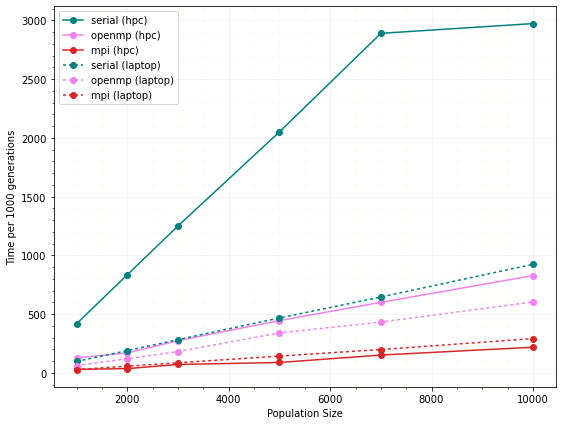 serial (hpc)
openmp (hpc)
mpi (hpc)
serial (laptop)
openmp (laptop)
mpi (laptop)
3000
2500
2000
1500
1000
500
0
Time per 1000 generations
2000
4000
6000
8000
10000
Population Size